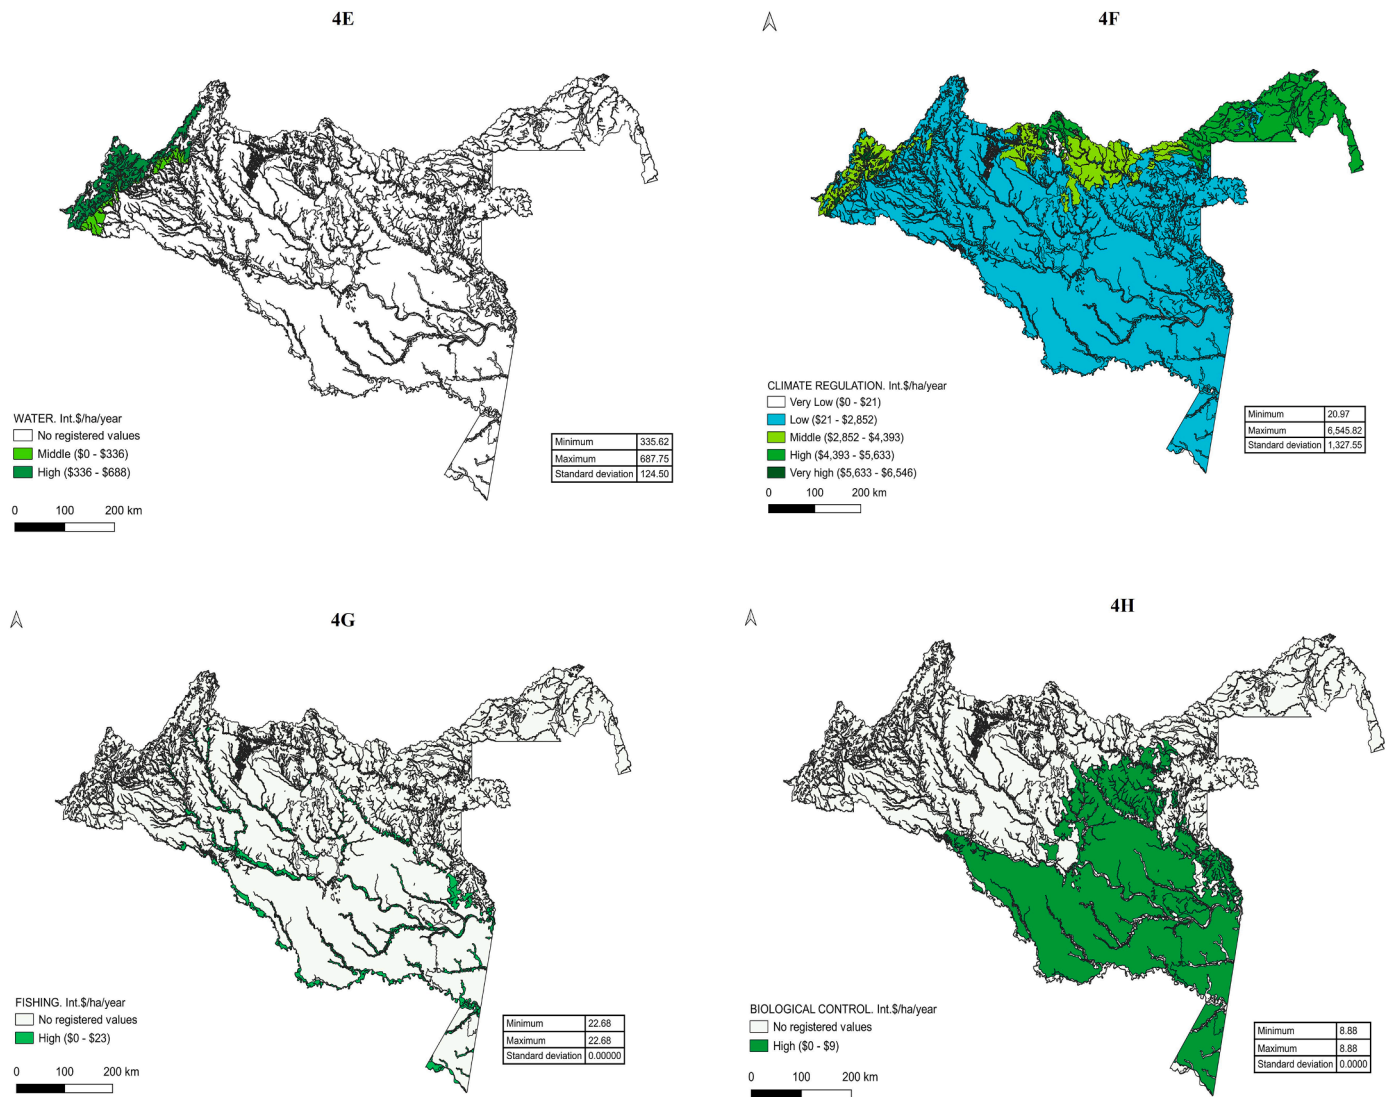 4E
WATER. Int.$/ha/year
No registered values
Middle ($0 - $336)
High ($336 - $688)
0 100 200 km
Minimum 335.62
Maximum 687.75
Standard deviation 124.50
4F
CLIMATE REGULATION. Int.$/ha/year
Very Low ($0 - $21)
Low ($21 - $2,852)
Middle ($2,852 - $4,393)
High ($4,393 - $5,633)
Very high ($5,633 - $6,546)
0 100 200 km
Minimum 20.97
Maximum 6,545.82
Standard deviation 1,327.55
4G
FISHING. Int.$/ha/year
No registered values
High ($0 - $23)
0 100 200 km
Minimum 22.68
Maximum 22.68
Standard deviation 0.00000
4H
BIOLOGICAL CONTROL. Int.$/ha/year
No registered values
High ($0 - $9)
0 100 200 km
Minimum 8.88
Maximum 8.88
Standard deviation 0.0000